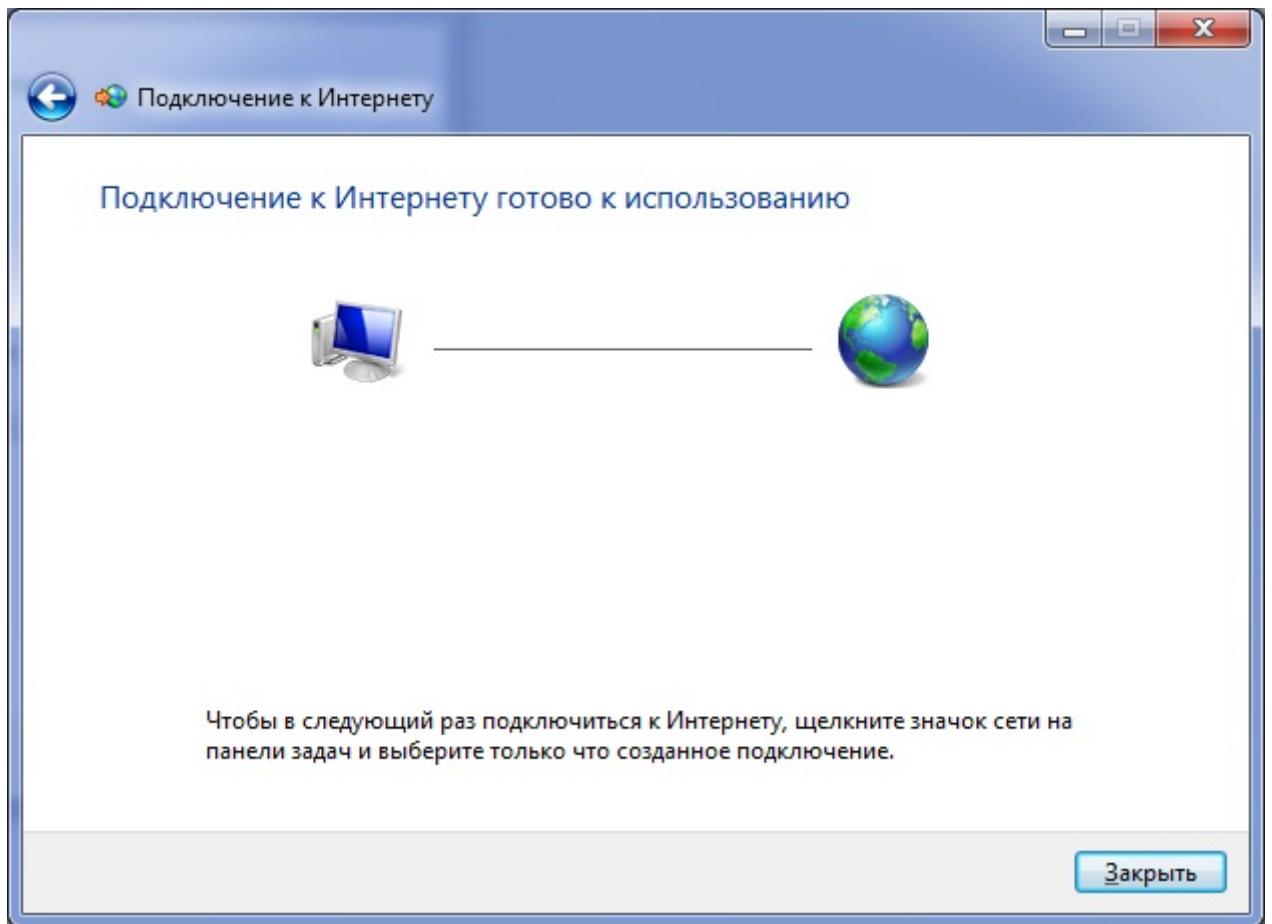 Подключение к Интернету
Подключение к Интернету готово к использованию
Чтобы в следующий раз подключиться к Интернету, щелкните значок сети на
панели задач и выберите только что созданное подключение.
Закрыть